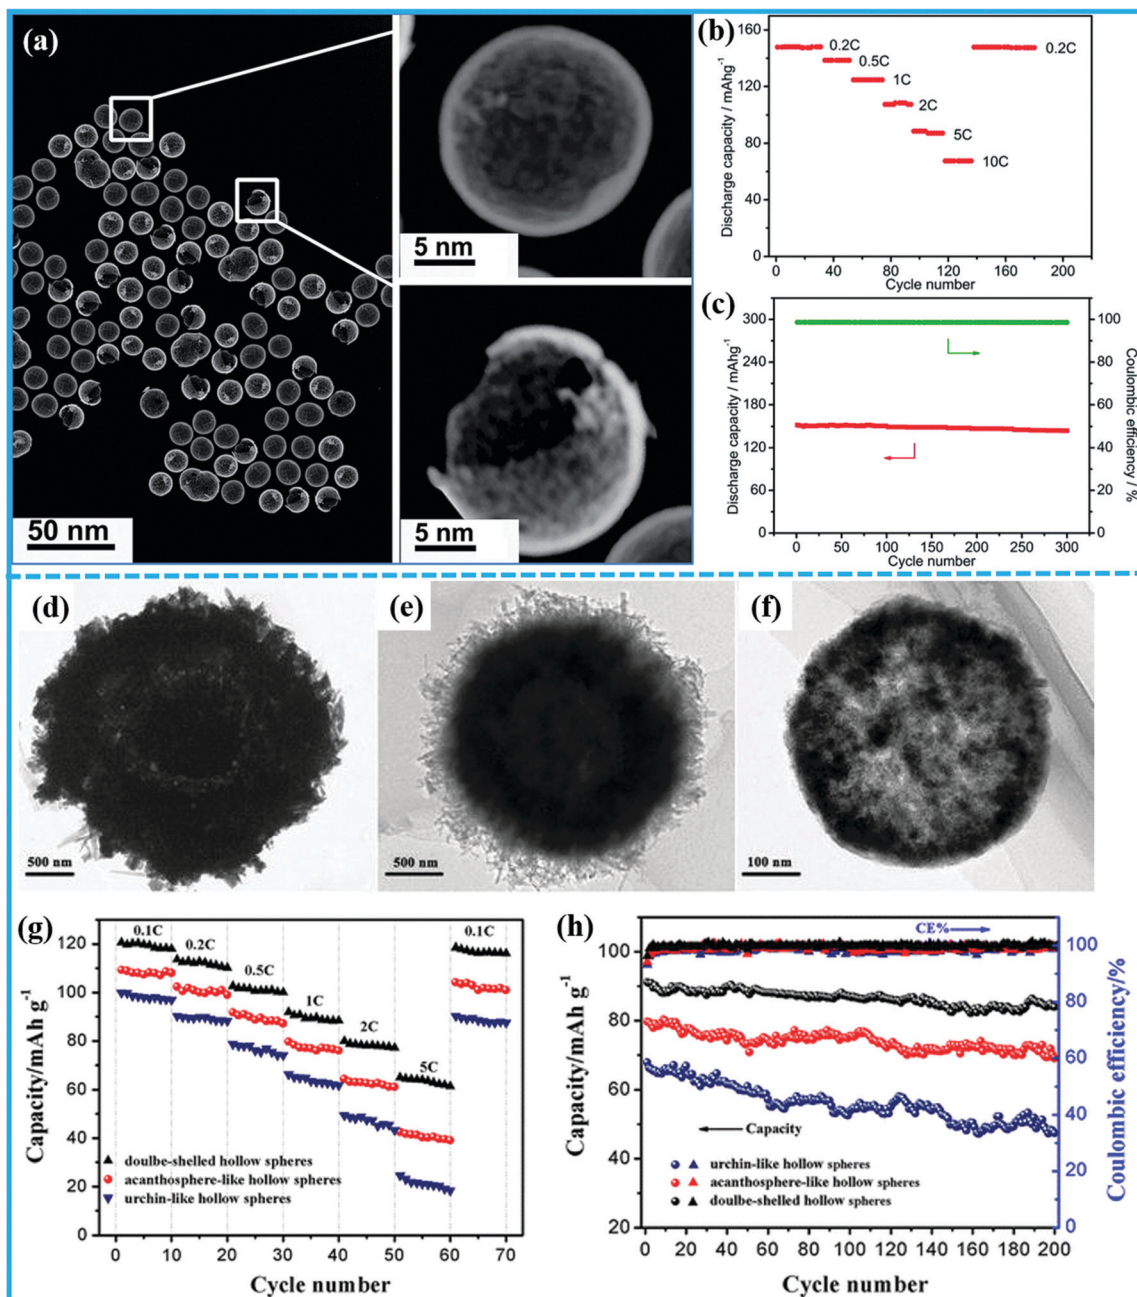 (a)
50 nm
5 nm
5 nm
(b)
160
120
80
40
0
Discharge capacity / mAhg-1
0.2C
0.5C
1C
2C
5C
10C
0.2C
0 40 80 120 160 200
Cycle number
(c)
300
240
180
120
60
0
Discharge capacity / mAhg-1
100
80
60
40
20
0
Coulombic efficiency / %
0 50 100 150 200 250 300
Cycle number
(d)
500 nm
(e)
500 nm
(f)
100 nm
(g)
120
100
80
60
40
20
0
Capacity/mAh g-1
0.1C
0.2C
0.5C
1C
2C
5C
0.1C
doulbe-shelled hollow spheres
acanthosphere-like hollow spheres
urchin-like hollow spheres
0 10 20 30 40 50 60 70
Cycle number
(h)
100
80
60
40
20
Capacity/mAh g-1
CE%
Capacity
urchin-like hollow spheres
acanthosphere-like hollow spheres
doulbe-shelled hollow spheres
100
80
60
40
20
0
Coulombic efficiency/%
0 20 40 60 80 100 120 140 160 180 200
Cycle number